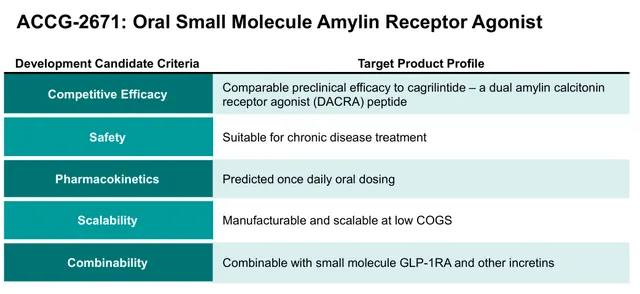 ACCG-2671: Oral Small Molecule Amylin Receptor Agonist
Development Candidate Criteria
Target Product Profile
Competitive Efficacy
Comparable preclinical efficacy to cagrilintide – a dual amylin calcitonin
receptor agonist (DACRA) peptide
Safety
Suitable for chronic disease treatment
Pharmacokinetics
Predicted once daily oral dosing
Scalability
Manufacturable and scalable at low COGS
Combinability
Combinable with small molecule GLP-1RA and other incretins